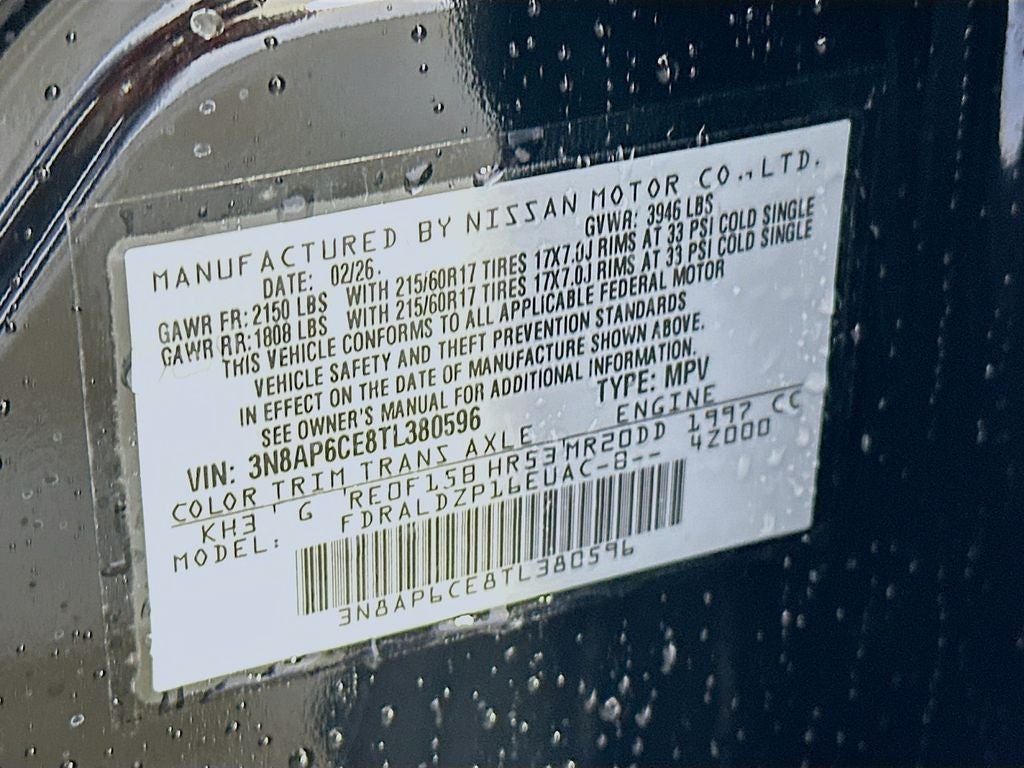 MANUFACTURED BY NISSAN MOTOR CO.,LTD.
DATE: 02/26. GVWR: 3946 LBS
GAWR FR: 2150 LBS WITH 215/60R17 TIRES 17X7.0J RIMS AT 33 PSI COLD SINGLE
GAWR RR: 1808 LBS WITH 215/60R17 TIRES 17X7.0J RIMS AT 33 PSI COLD SINGLE
THIS VEHICLE CONFORMS TO ALL APPLICABLE FEDERAL MOTOR
VEHICLE SAFETY AND THEFT PREVENTION STANDARDS
IN EFFECT ON THE DATE OF MANUFACTURE SHOWN ABOVE.
SEE OWNER'S MANUAL FOR ADDITIONAL INFORMATION.
VIN: 3N8AP6CE8TL380596 TYPE: MPV
COLOR TRIM TRANS AXLE ENGINE
KH3 ' G 'RE0F15B HR53'MR20DD 1997 CC
MODEL: FDRALDZP16EUAC-B-- 4Z000
3N8AP6CE8TL380596